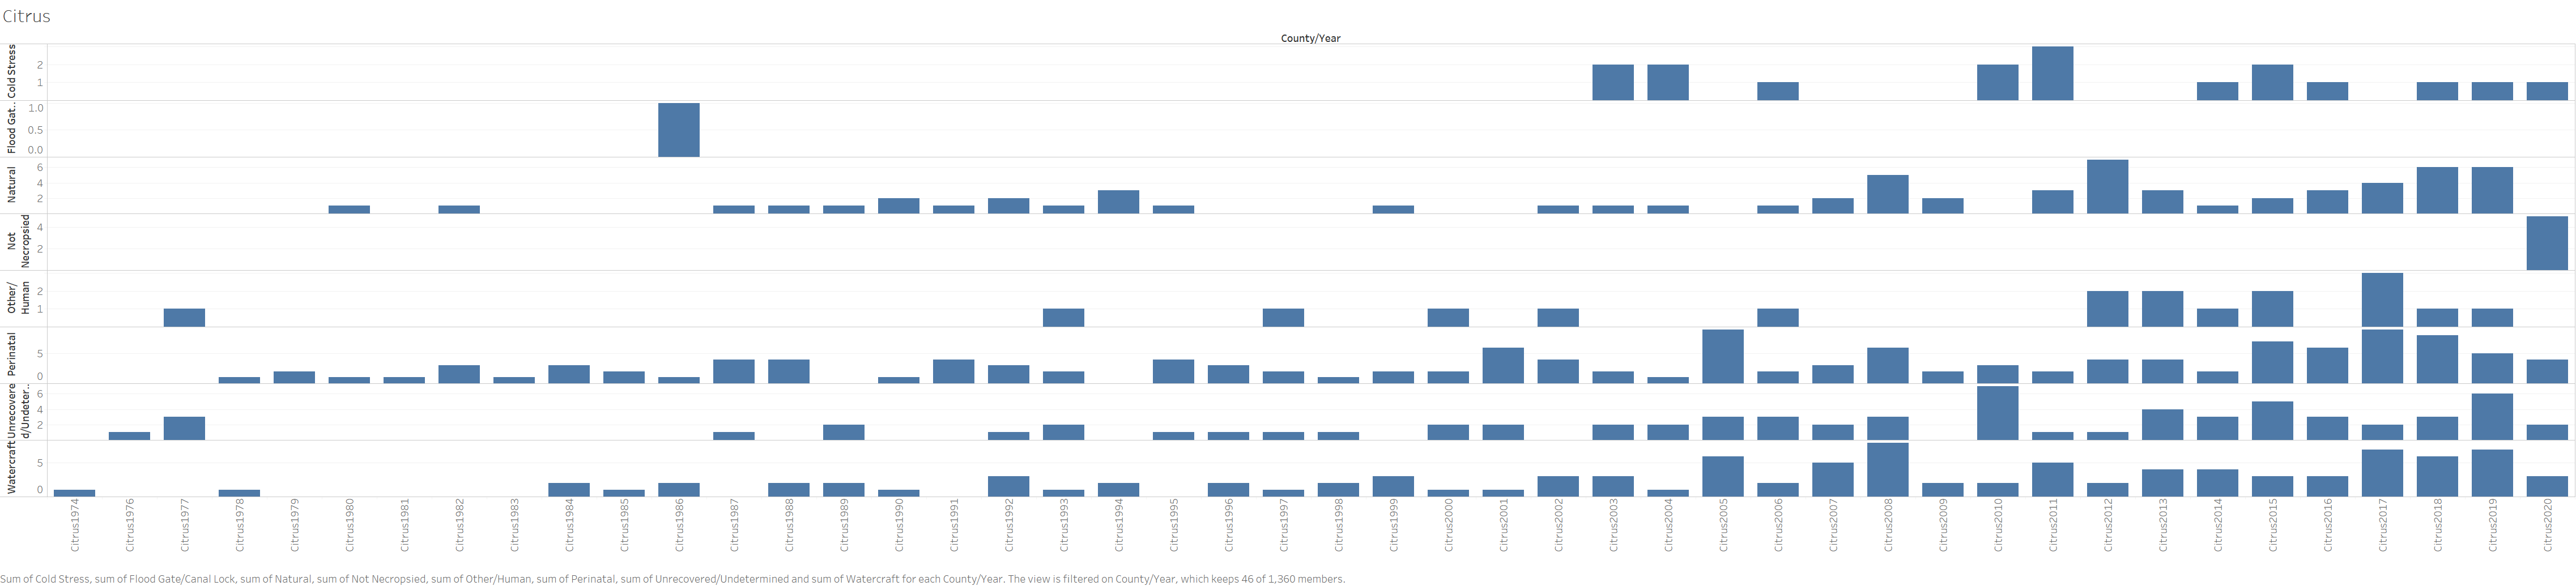 Citrus
County/Year
Cold Stress
2
1
Flood Gat..
1.0
0.5
0.0
Natural
6
4
2
Not
Necropsied
4
2
Other/
Human
2
1
Perinatal
5
0
Unrecovere
d/Undeter..
6
4
2
Watercraft
5
0
Citrus1974
Citrus1976
Citrus1977
Citrus1978
Citrus1979
Citrus1980
Citrus1981
Citrus1982
Citrus1983
Citrus1984
Citrus1985
Citrus1986
Citrus1987
Citrus1988
Citrus1989
Citrus1990
Citrus1991
Citrus1992
Citrus1993
Citrus1994
Citrus1995
Citrus1996
Citrus1997
Citrus1998
Citrus1999
Citrus2000
Citrus2001
Citrus2002
Citrus2003
Citrus2004
Citrus2005
Citrus2006
Citrus2007
Citrus2008
Citrus2009
Citrus2010
Citrus2011
Citrus2012
Citrus2013
Citrus2014
Citrus2015
Citrus2016
Citrus2017
Citrus2018
Citrus2019
Citrus2020
Sum of Cold Stress, sum of Flood Gate/Canal Lock, sum of Natural, sum of Not Necropsied, sum of Other/Human, sum of Perinatal, sum of Unrecovered/Undetermined and sum of Watercraft for each County/Year. The view is filtered on County/Year, which keeps 46 of 1,360 members.